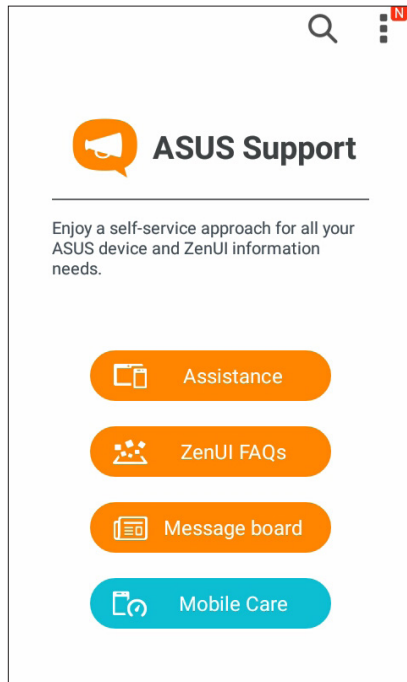 N
ASUS Support
Enjoy a self-service approach for all your
ASUS device and ZenUI information
needs.
Assistance
ZenUI FAQs
Message board
Mobile Care